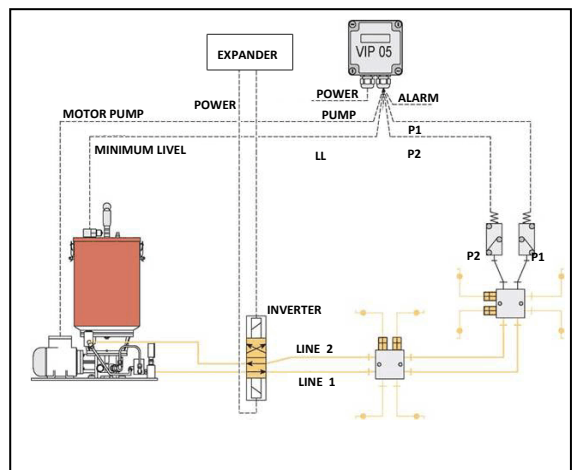 EXPANDER
VIP 05
POWER
POWER
ALARM
MOTOR PUMP
PUMP
P1
MINIMUM LIVEL
LL
P2
P2
P1
INVERTER
LINE 2
LINE 1